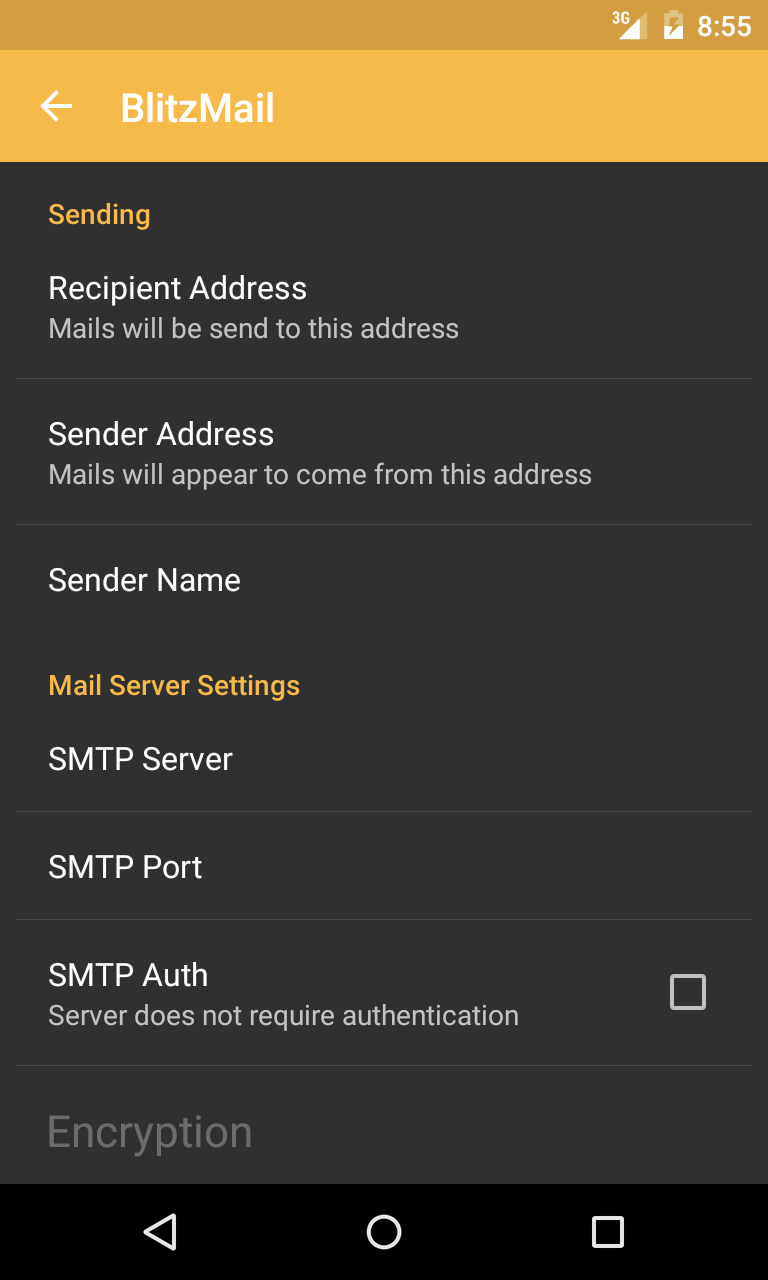 3G 8:55
BlitzMail
Sending
Recipient Address
Mails will be send to this address
Sender Address
Mails will appear to come from this address
Sender Name
Mail Server Settings
SMTP Server
SMTP Port
SMTP Auth
Server does not require authentication
Encryption